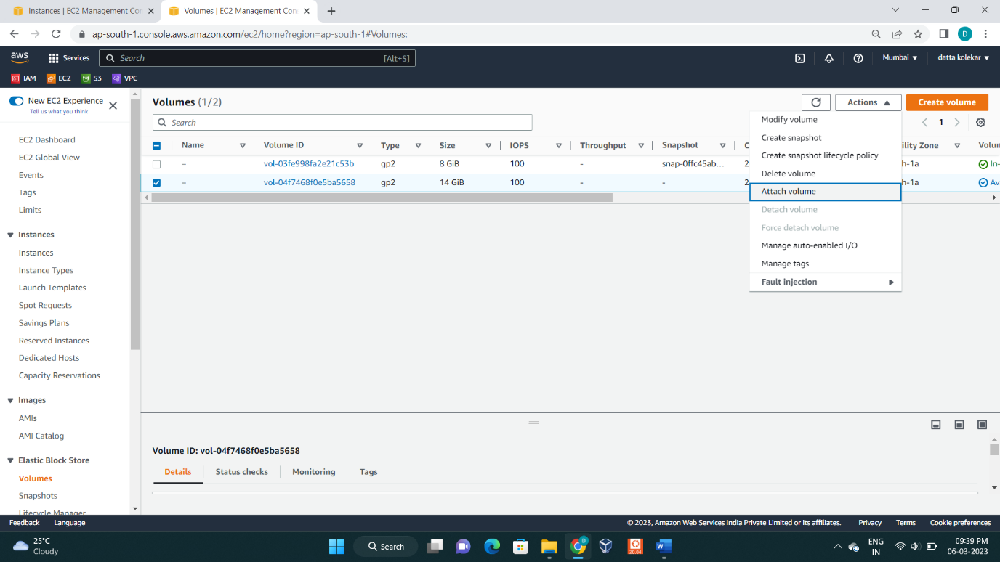 Instances | EC2 Management Con
Volumes | EC2 Management Con
ap-south-1.console.aws.amazon.com/ec2/home?region=ap-south-1#Volumes:
D
aws
Services
Search
[Alt+S]
Mumbai
datta kolekar
IAM
EC2
S3
VPC
New EC2 Experience
Tell us what you think
EC2 Dashboard
EC2 Global View
Events
Tags
Limits
Instances
Instances
Instance Types
Launch Templates
Spot Requests
Savings Plans
Reserved Instances
Dedicated Hosts
Capacity Reservations
Images
AMIs
AMI Catalog
Elastic Block Store
Volumes
Snapshots
Lifecycle Manager
Volumes (1/2)
Actions
Create volume
Search
1
Name
Volume ID
Type
Size
IOPS
Throughput
Snapshot
C
ility Zone
Volum
– vol-03fe998fa2e21c53b gp2 8 GiB 100 - snap-0ffc45ab... 2 h-1a In-
– vol-04f7468f0e5ba5658 gp2 14 GiB 100 - - 2 h-1a Av
Modify volume
Create snapshot
Create snapshot lifecycle policy
Delete volume
Attach volume
Detach volume
Force detach volume
Manage auto-enabled I/O
Manage tags
Fault injection
Volume ID: vol-04f7468f0e5ba5658
Details
Status checks
Monitoring
Tags
Feedback
Language
© 2023, Amazon Web Services India Private Limited or its affiliates.
Privacy
Terms
Cookie preferences
25°C
Cloudy
Search
D
20.04
ENG
IN
09:39 PM
06-03-2023